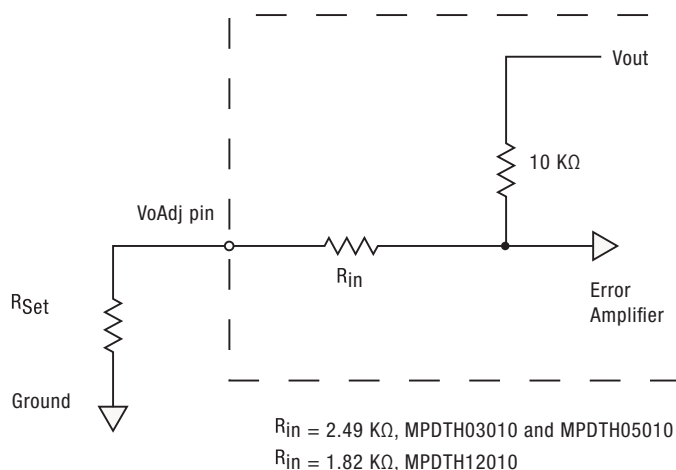 Vout
10 KΩ
VoAdj pin
Rin
RSet
Error
Amplifier
Ground
Rin = 2.49 KΩ, MPDTH03010 and MPDTH05010
Rin = 1.82 KΩ, MPDTH12010